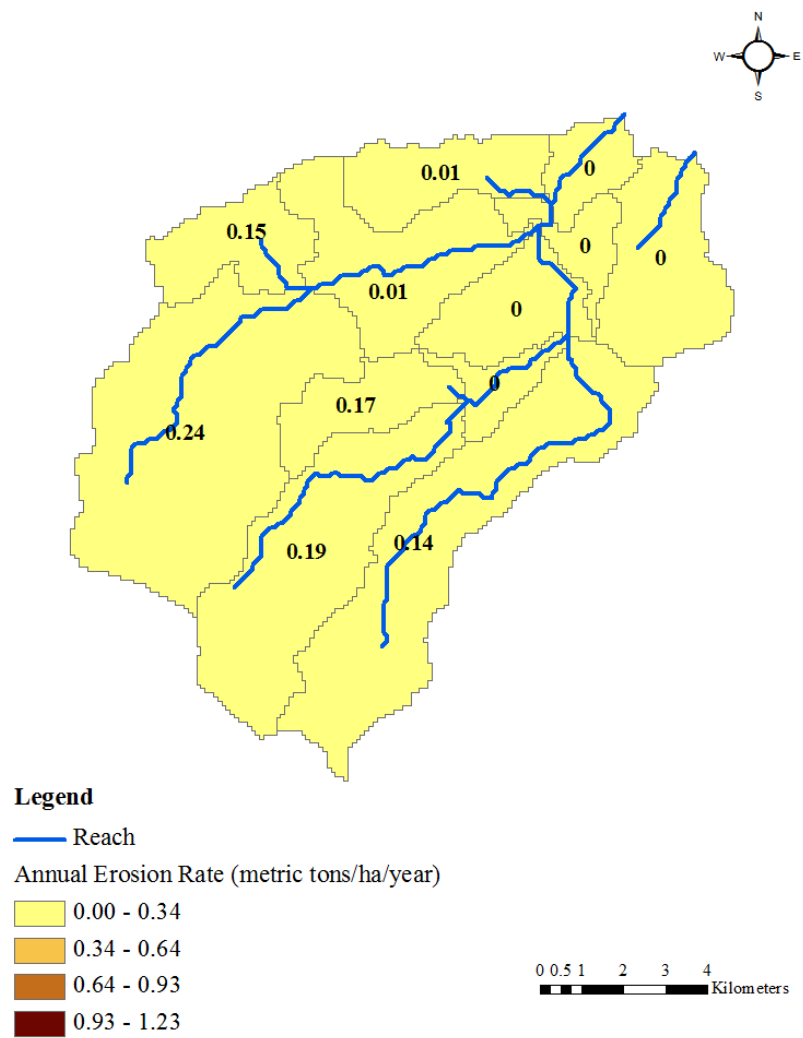 N
W E
S
0.01
0
0.15
0
0
0.01
0
0
0.17
0.24
0.19
0.14
Legend
Reach
Annual Erosion Rate (metric tons/ha/year)
0.00 - 0.34
0.34 - 0.64
0.64 - 0.93
0.93 - 1.23
0 0.5 1 2 3 4
Kilometers